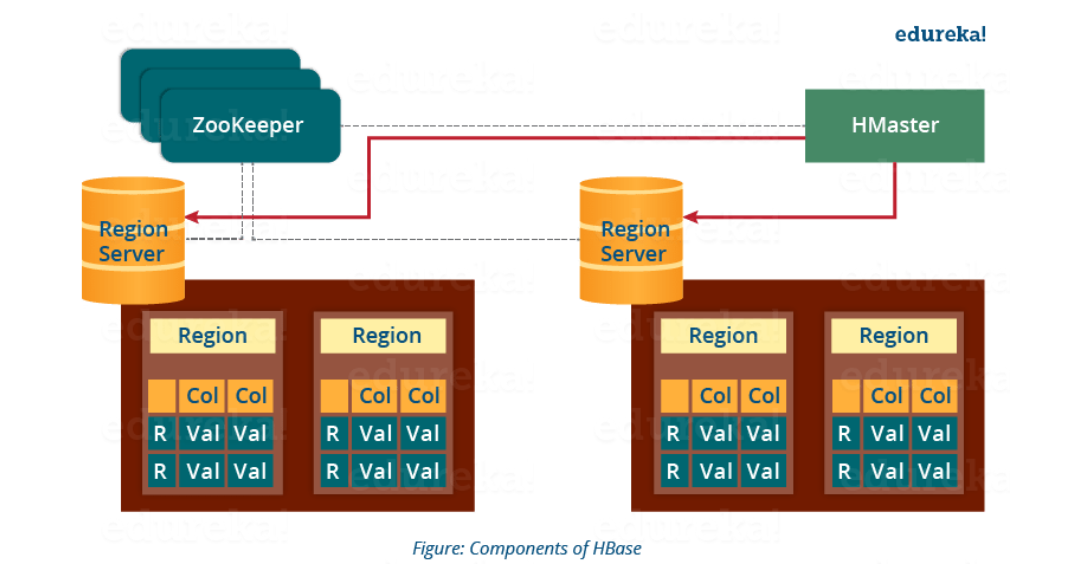 edureka!
ZooKeeper
HMaster
Region
Server
Region
Server
Region
Region
Col Col
Col Col
R Val Val
R Val Val
R Val Val
R Val Val
Region
Region
Col Col
Col Col
R Val Val
R Val Val
R Val Val
R Val Val
Figure: Components of HBase